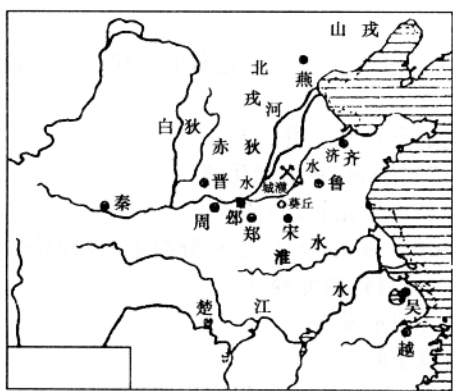 山戎
燕
北戎
河
白狄
赤狄
济水
齐
鲁
晋
水
城濮
葵丘
秦
周
郑
宋
淮水
楚
江水
吴
越